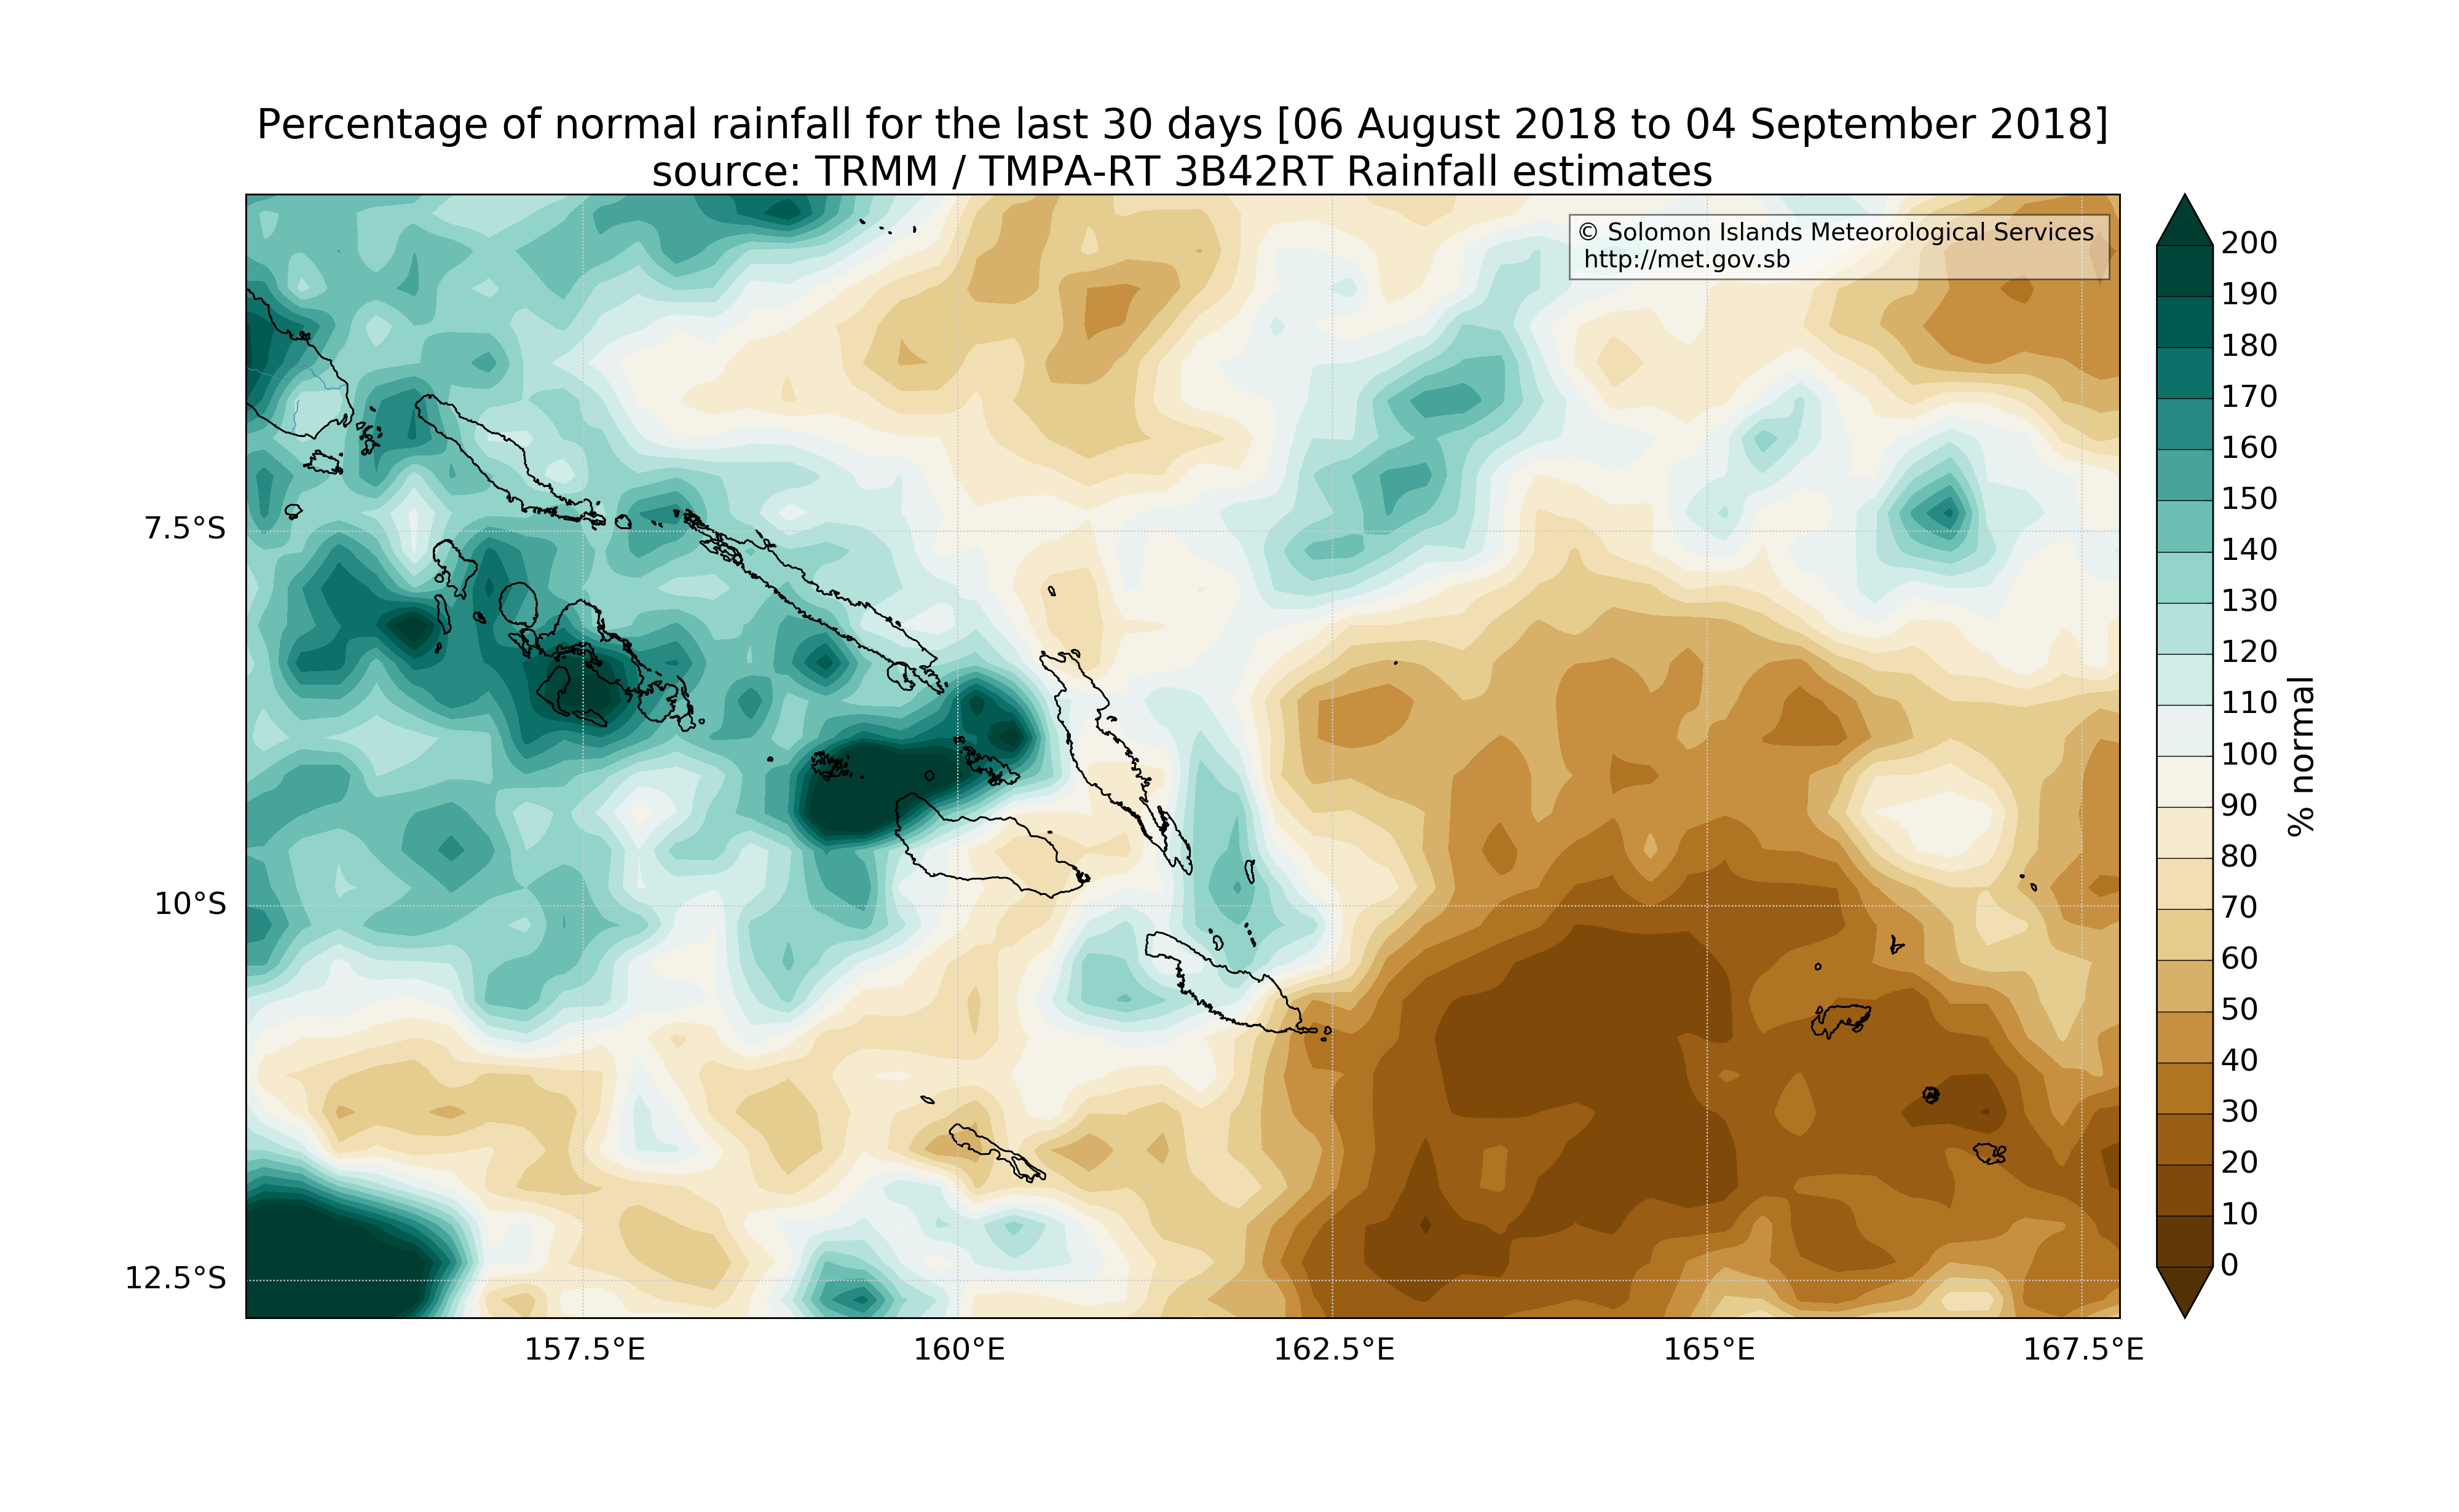 Percentage of normal rainfall for the last 30 days [06 August 2018 to 04 September 2018]
source: TRMM / TMPA-RT 3B42RT Rainfall estimates
© Solomon Islands Meteorological Services
http://met.gov.sb
7.5°S
10°S
12.5°S
157.5°E
160°E
162.5°E
165°E
167.5°E
200
190
180
170
160
150
140
130
120
110
100
90
80
70
60
50
40
30
20
10
0
% normal